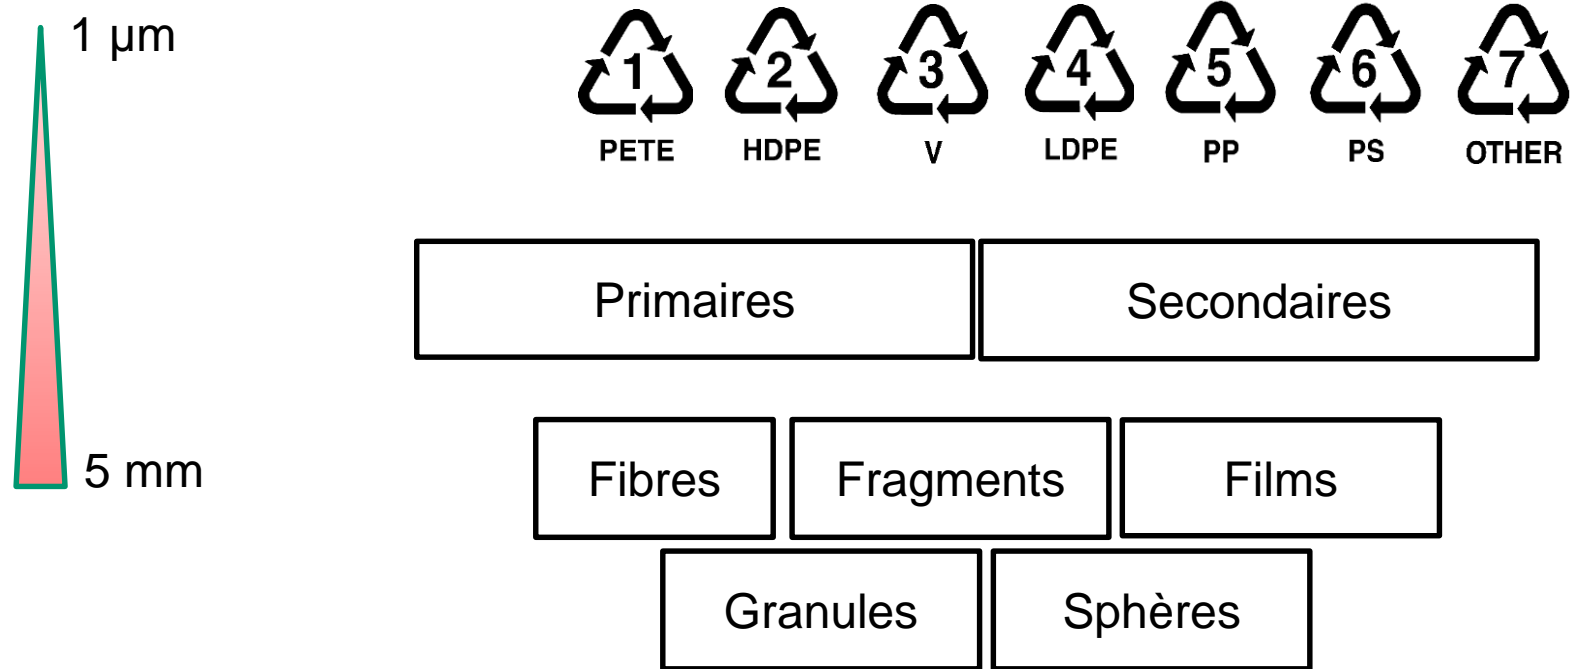 1 µm
1 2 3 4 5 6 7
PETE HDPE V LDPE PP PS OTHER
Primaires Secondaires
5 mm
Fibres Fragments Films
Granules Sphères